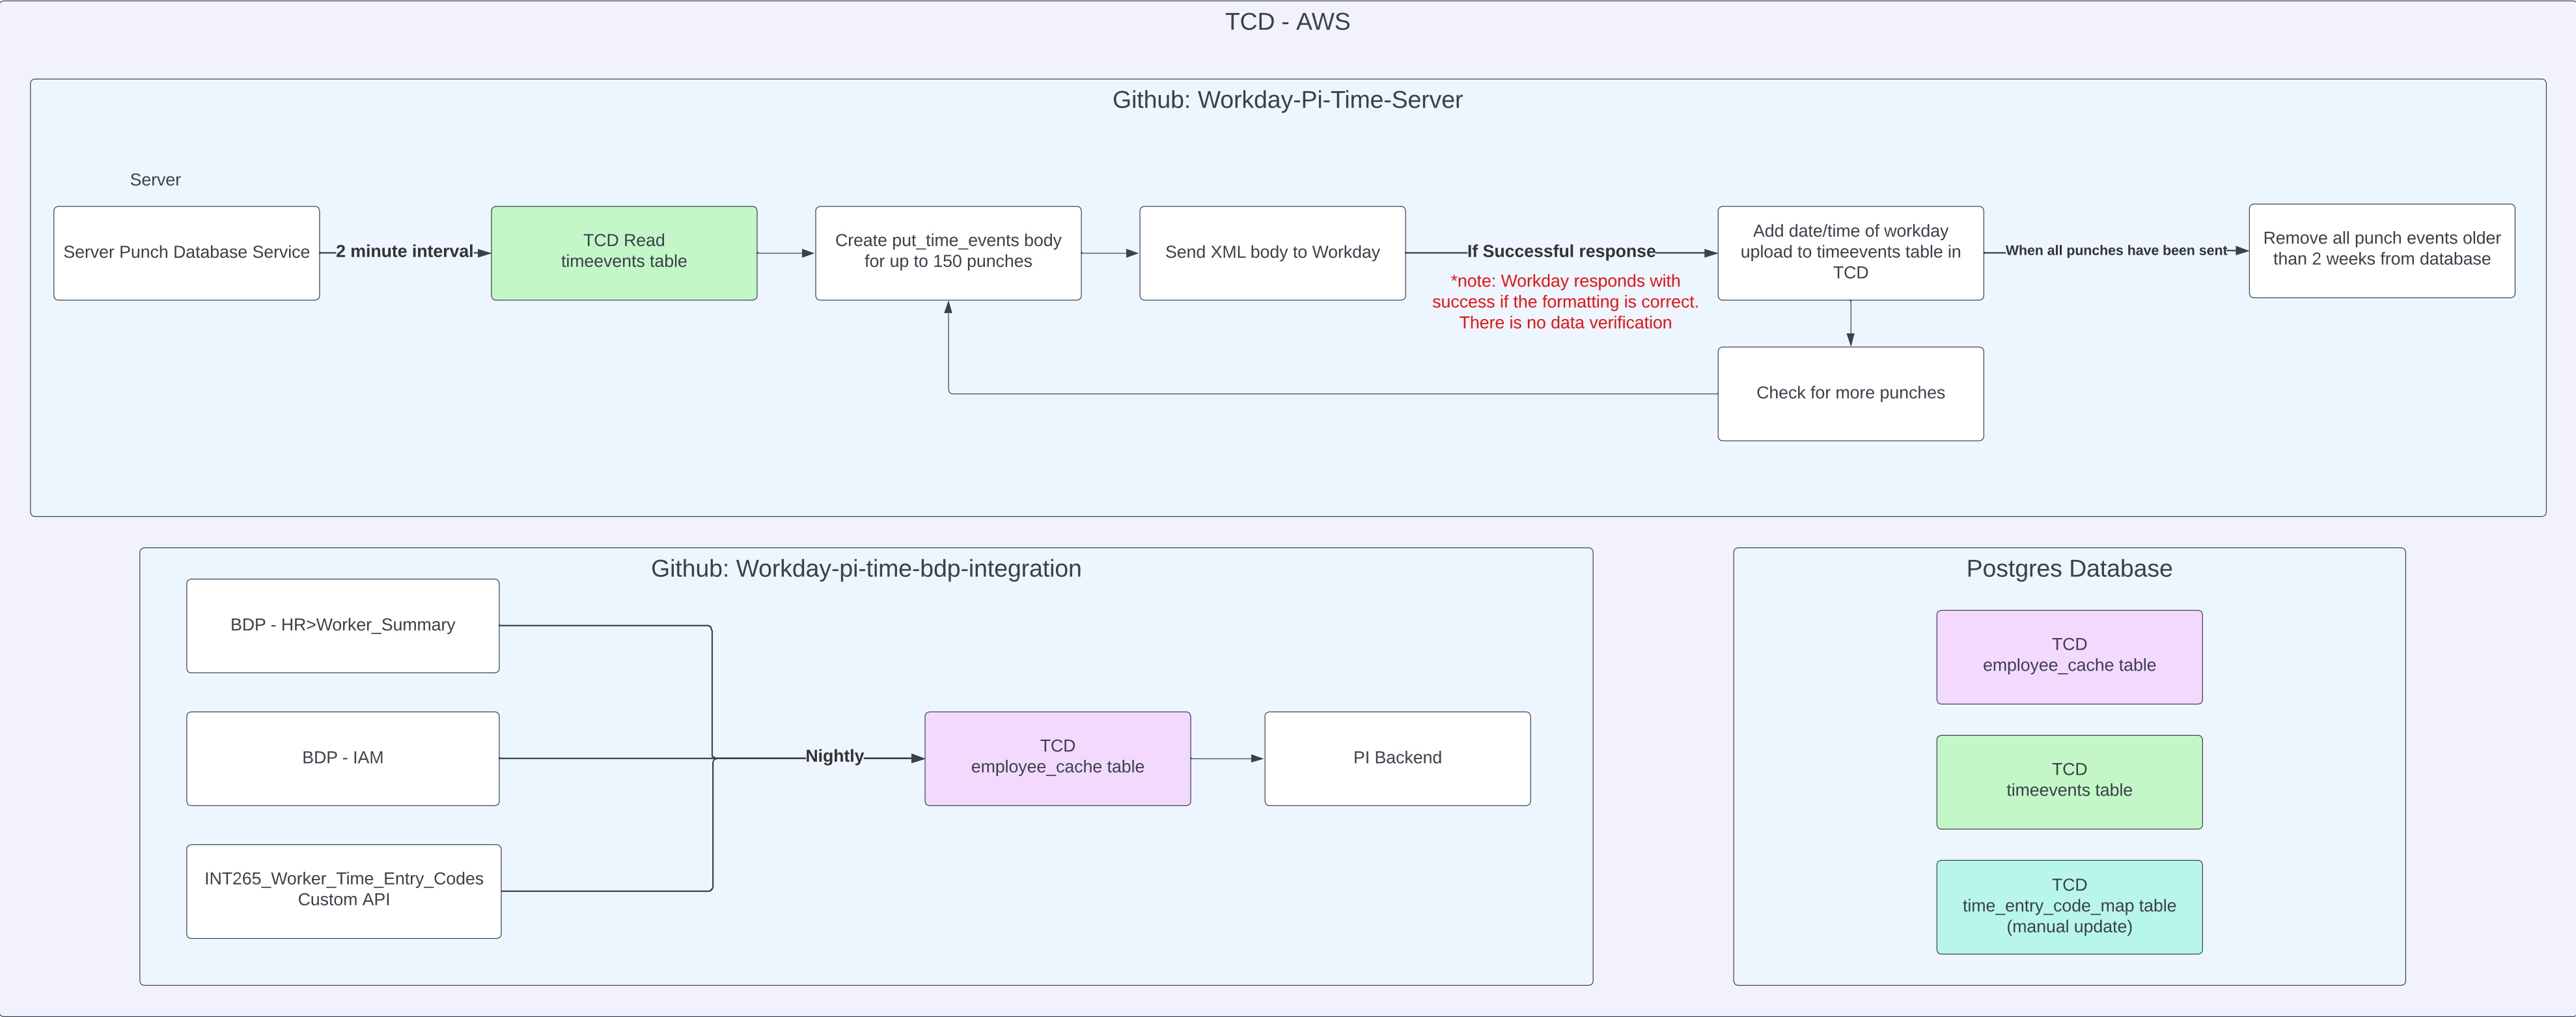 TCD - AWS
Github: Workday-Pi-Time-Server
Server
Server Punch Database Service
2 minute interval
TCD Read
timeevents table
Create put_time_events body
for up to 150 punches
Send XML body to Workday
If Successful response
*note: Workday responds with
success if the formatting is correct.
There is no data verification
Add date/time of workday
upload to timeevents table in
TCD
When all punches have been sent
Remove all punch events older
than 2 weeks from database
Check for more punches
Github: Workday-pi-time-bdp-integration
BDP - HR>Worker_Summary
BDP - IAM
INT265_Worker_Time_Entry_Codes
Custom API
Nightly
TCD
employee_cache table
PI Backend
Postgres Database
TCD
employee_cache table
TCD
timeevents table
TCD
time_entry_code_map table
(manual update)